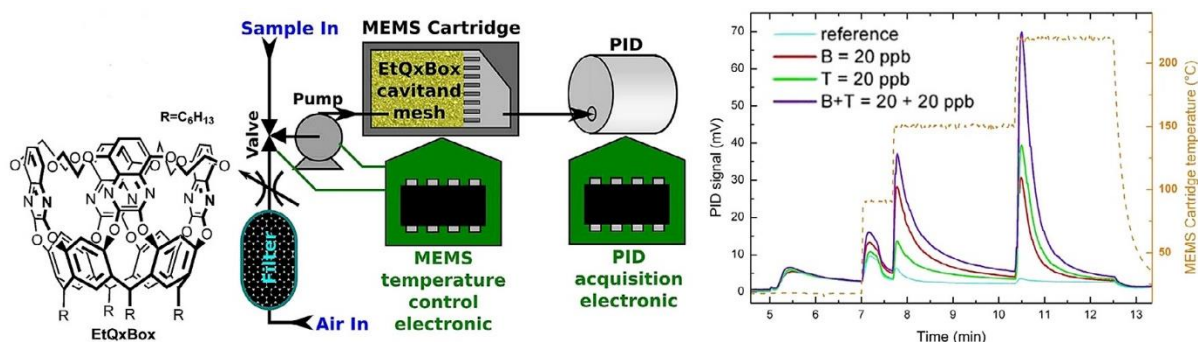 R=C₆H₁₃
O
O
O
O
O
O
O
O
N
N
N
N
N
N
N
N
O
O
O
O
O
O
O
O
R
R
R
R
EtQxBox
Sample In
Valve
Pump
Filter
Air In
MEMS Cartridge
EtQxBox
cavitand
mesh
MEMS
temperature
control
electronic
PID
PID
acquisition
electronic
PID signal (mV)
70
60
50
40
30
20
10
0
reference
B = 20 ppb
T = 20 ppb
B+T = 20 + 20 ppb
5
6
7
8
9
10
11
12
13
Time (min)
200
150
100
50
MEMS Cartridge temperature (°C)